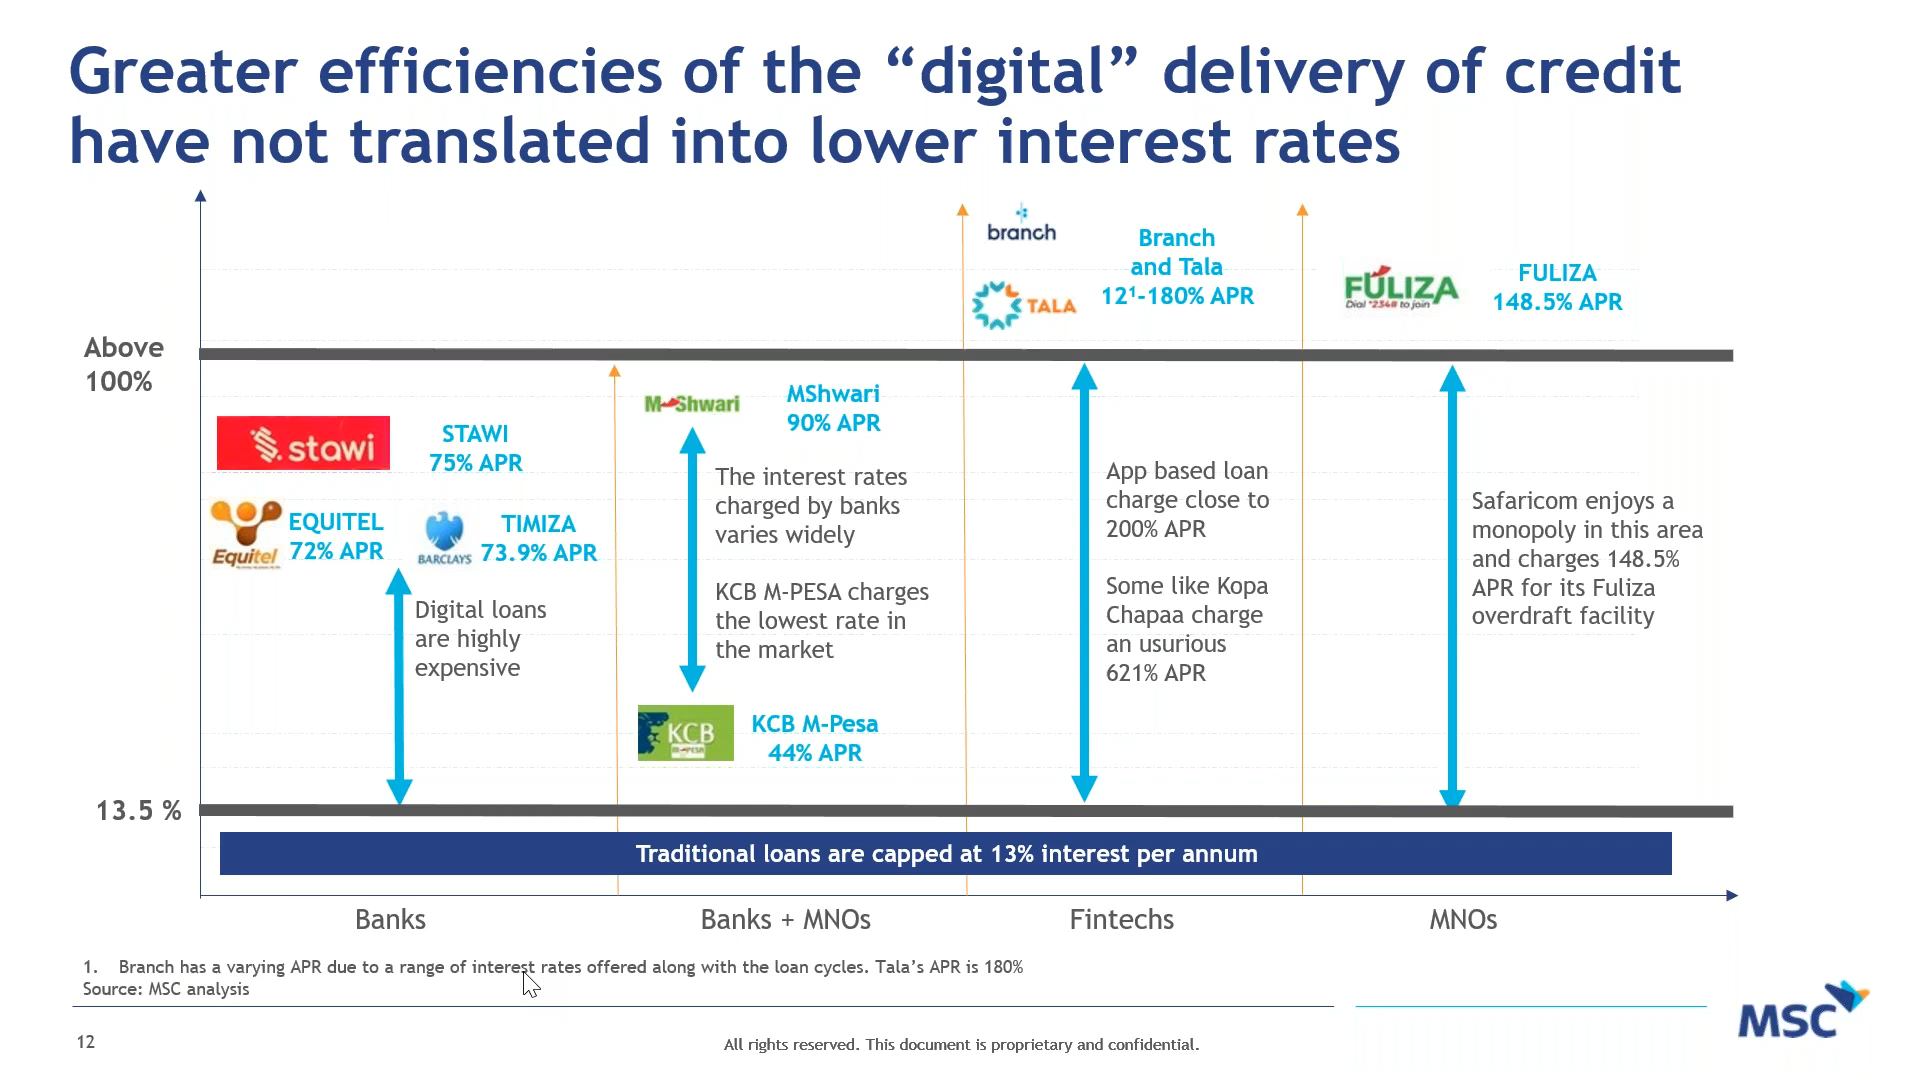 Greater efficiencies of the “digital” delivery of credit
have not translated into lower interest rates
Above
100%
13.5 %
stawi
STAWI
75% APR
Equitel
EQUITEL
72% APR
BARCLAYS
TIMIZA
73.9% APR
Digital loans
are highly
expensive
M-Shwari
MShwari
90% APR
The interest rates
charged by banks
varies widely
KCB M-PESA charges
the lowest rate in
the market
KCB
M-PESA
KCB M-Pesa
44% APR
branch
TALA
Branch
and Tala
12¹-180% APR
App based loan
charge close to
200% APR
Some like Kopa
Chapaa charge
an usurious
621% APR
FULIZA
Dial *234# to join
FULIZA
148.5% APR
Safaricom enjoys a
monopoly in this area
and charges 148.5%
APR for its Fuliza
overdraft facility
Traditional loans are capped at 13% interest per annum
Banks
Banks + MNOs
Fintechs
MNOs
1. Branch has a varying APR due to a range of interest rates offered along with the loan cycles. Tala’s APR is 180%
Source: MSC analysis
MSC
12
All rights reserved. This document is proprietary and confidential.